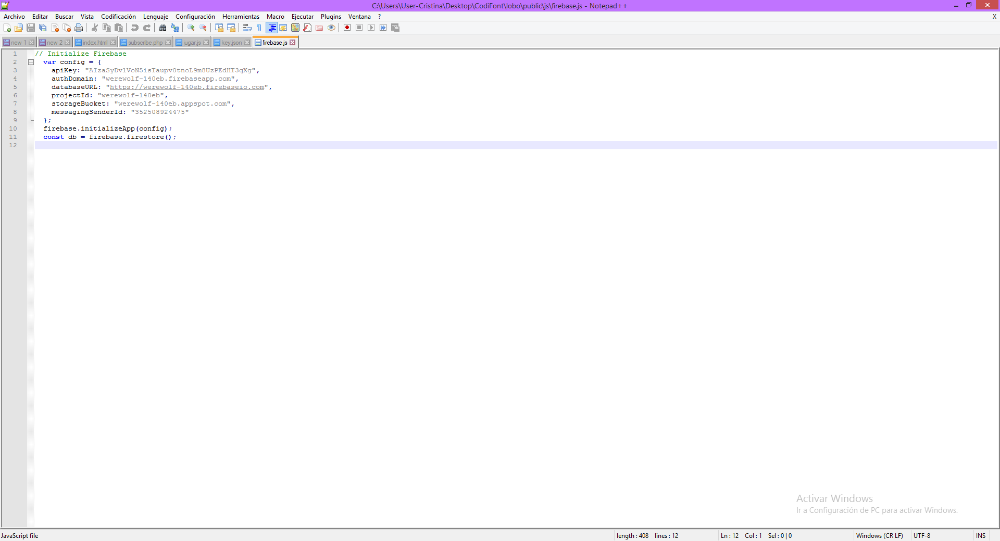 C:\Users\User-Cristina\Desktop\CodiFont\lobo\public\js\firebase.js - Notepad++
Archivo Editar Buscar Vista Codificación Lenguaje Configuración Herramientas Macro Ejecutar Plugins Ventana ? X
new 1 new 2 index.html subscribe.php jugar.js key.json firebase.js
1 // Initialize Firebase
2 var config = {
3 apiKey: "AIzaSyDvlVoN5isTaupv0tnoL9m8UzPEdHT3qXg",
4 authDomain: "werewolf-140eb.firebaseapp.com",
5 databaseURL: "https://werewolf-140eb.firebaseio.com",
6 projectId: "werewolf-140eb",
7 storageBucket: "werewolf-140eb.appspot.com",
8 messagingSenderId: "352508924475"
9 };
10 firebase.initializeApp(config);
11 const db = firebase.firestore();
12
Activar Windows
Ir a Configuración de PC para activar Windows.
JavaScript file length : 408 lines : 12 Ln : 12 Col : 1 Sel : 0 | 0 Windows (CR LF) UTF-8 INS